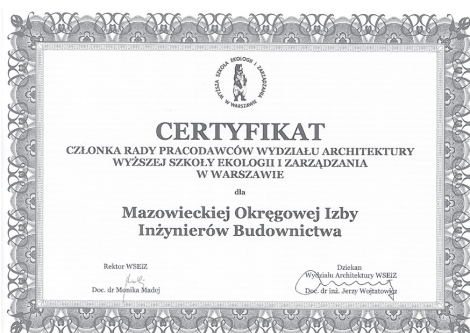 WYŻSZA SZKOŁA EKOLOGII I ZARZĄDZANIA
W WARSZAWIE
CERTYFIKAT
CZŁONKA RADY PRACODAWCÓW WYDZIAŁU ARCHITEKTURY
WYŻSZEJ SZKOŁY EKOLOGII I ZARZĄDZANIA
W WARSZAWIE
dla
Mazowieckiej Okręgowej Izby
Inżynierów Budownictwa
Rektor WSEiZ
Doc. dr Monika Madej
Dziekan
Wydziału Architektury WSEiZ
Doc. dr inż. Jerzy Wojtatowicz